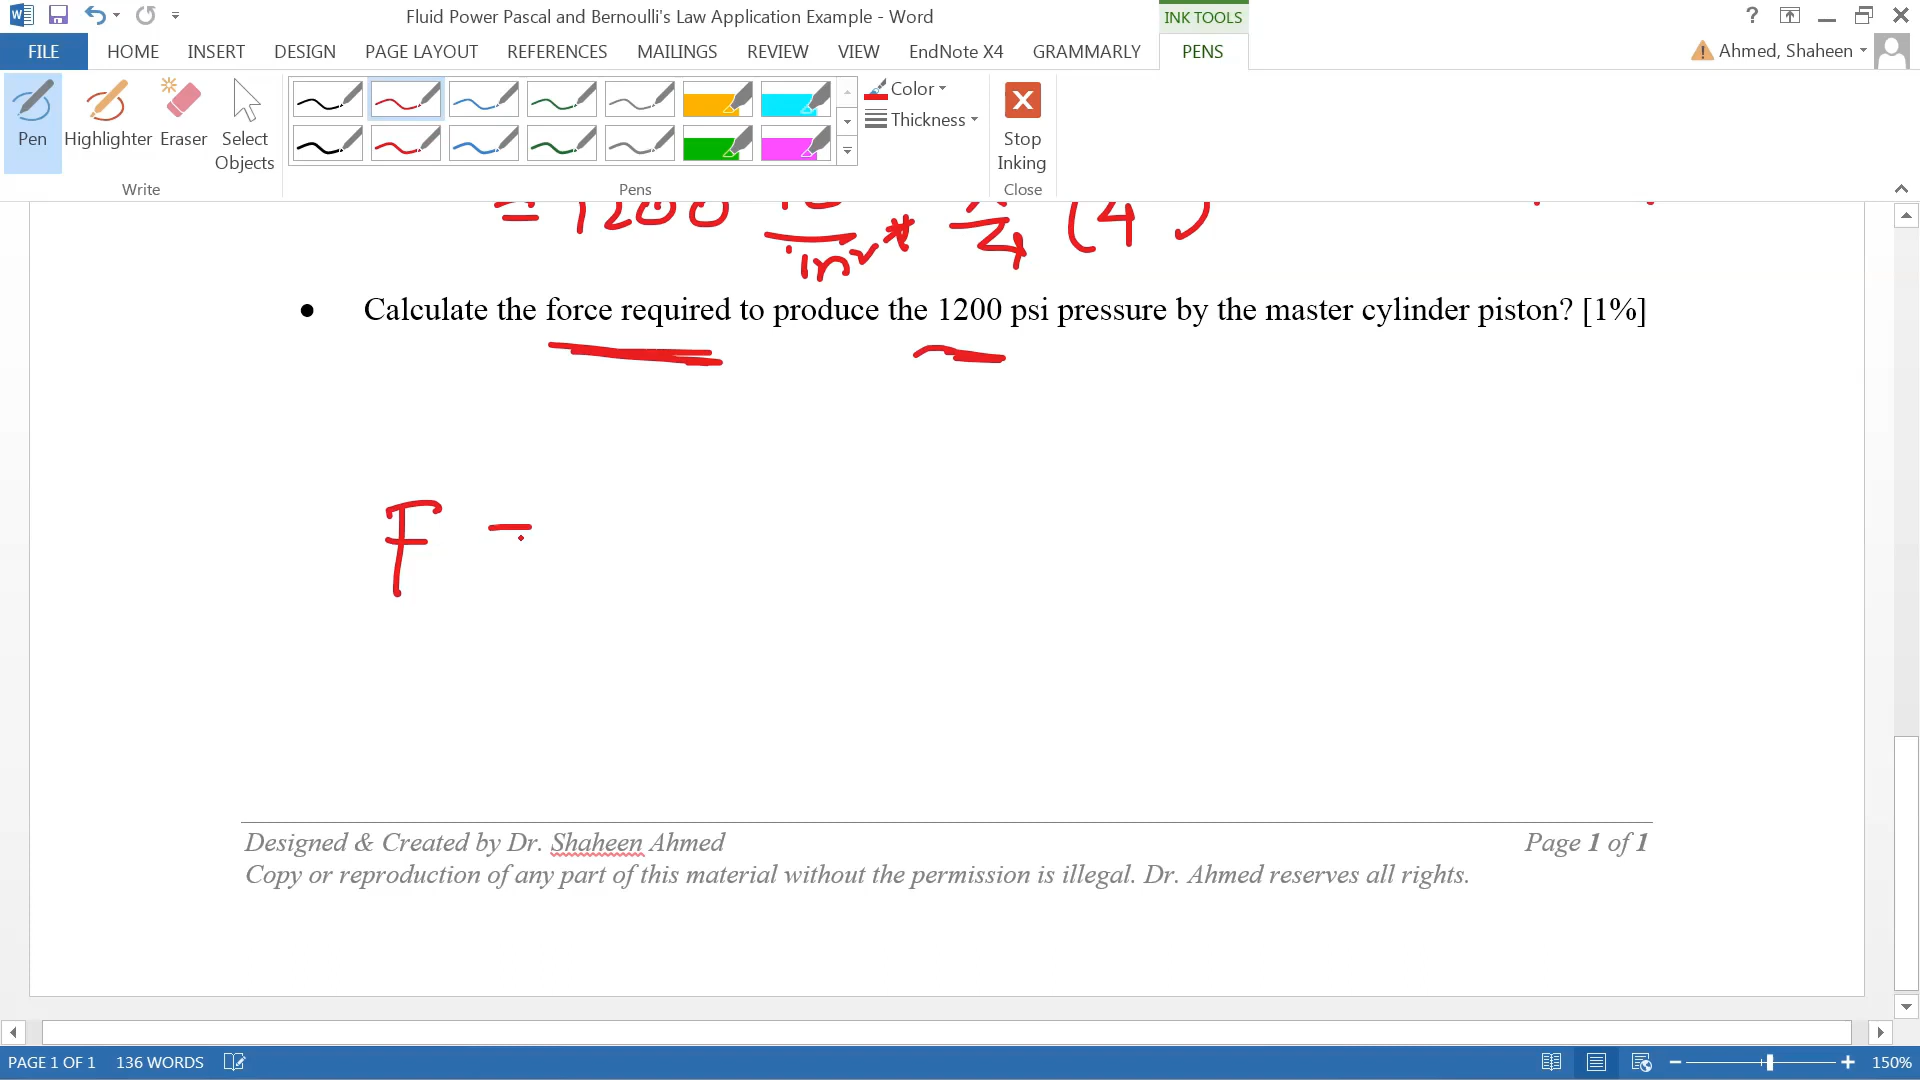 Fluid Power Pascal and Bernoulli's Law Application Example - Word
INK TOOLS
?
FILE HOME INSERT DESIGN PAGE LAYOUT REFERENCES MAILINGS REVIEW VIEW EndNote X4 GRAMMARLY PENS
Ahmed, Shaheen
Pen Highlighter Eraser Select Objects
Color
Thickness
Stop Inking
Write Pens Close
= 1200 in² * 4 (4 )
• Calculate the force required to produce the 1200 psi pressure by the master cylinder piston? [1%]
F =
Designed & Created by Dr. Shaheen Ahmed Page 1 of 1
Copy or reproduction of any part of this material without the permission is illegal. Dr. Ahmed reserves all rights.
PAGE 1 OF 1 136 WORDS 150%